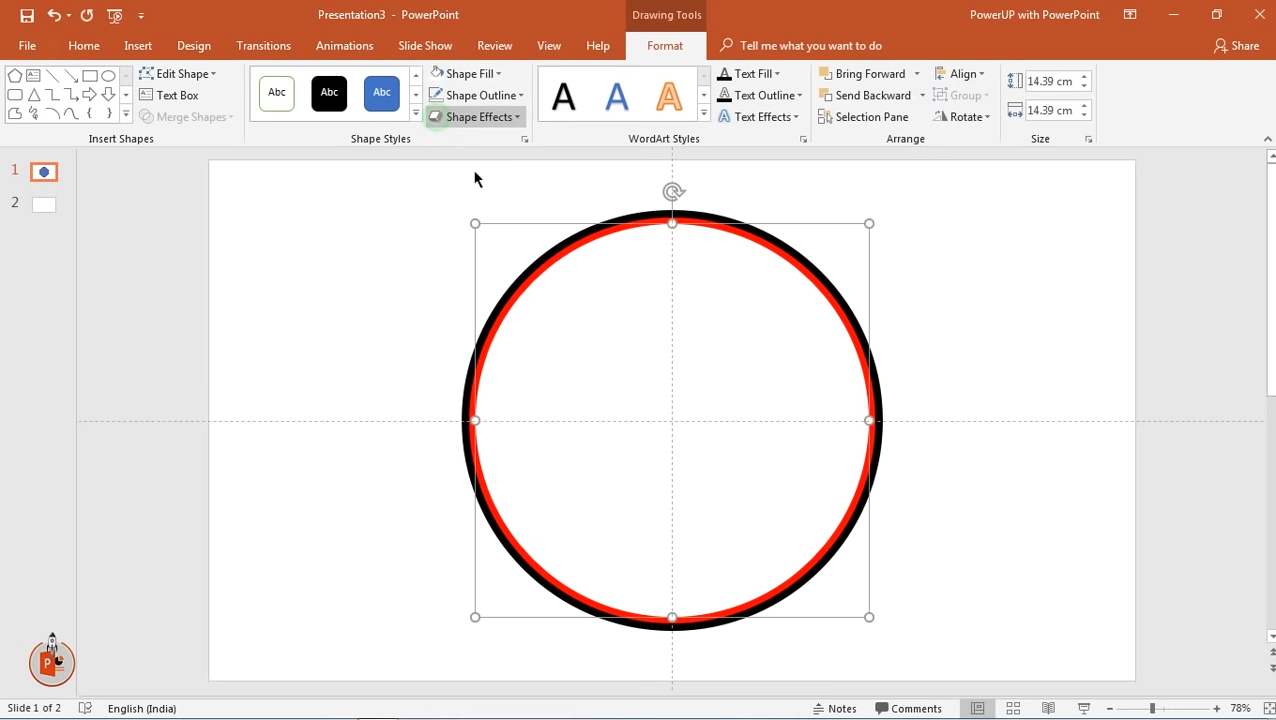 Presentation3 - PowerPoint
Drawing Tools
PowerUP with PowerPoint
File Home Insert Design Transitions Animations Slide Show Review View Help Format Tell me what you want to do Share
Edit Shape
Text Box
Merge Shapes
Insert Shapes
Abc Abc Abc
Shape Fill
Shape Outline
Shape Effects
Shape Styles
A A A
Text Fill
Text Outline
Text Effects
WordArt Styles
Bring Forward
Send Backward
Selection Pane
Align
Group
Rotate
Arrange
14.39 cm
14.39 cm
Size
1
2
P
Slide 1 of 2 English (India) Notes Comments 78%